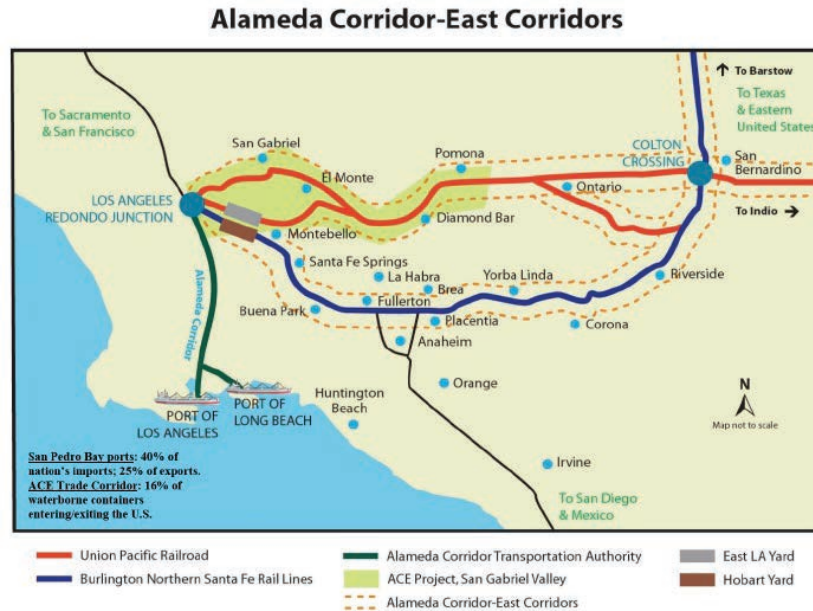 Alameda Corridor-East Corridors
To Sacramento
& San Francisco
↑ To Barstow
To Texas
& Eastern
United States
San Gabriel
Pomona
COLTON
CROSSING
San
Bernardino
El Monte
Ontario
LOS ANGELES
REDONDO JUNCTION
To Indio →
Diamond Bar
Montebello
Santa Fe Springs
La Habra
Brea
Yorba Linda
Riverside
Alameda Corridor
Buena Park
Fullerton
Placentia
Corona
Anaheim
Orange
PORT OF
LOS ANGELES
PORT OF
LONG BEACH
Huntington
Beach
N
Map not to scale
San Pedro Bay ports: 40% of
nation's imports; 25% of exports.
ACE Trade Corridor: 16% of
waterborne containers
entering/exiting the U.S.
Irvine
To San Diego
& Mexico
Union Pacific Railroad
Burlington Northern Santa Fe Rail Lines
Alameda Corridor Transportation Authority
ACE Project, San Gabriel Valley
Alameda Corridor-East Corridors
East LA Yard
Hobart Yard